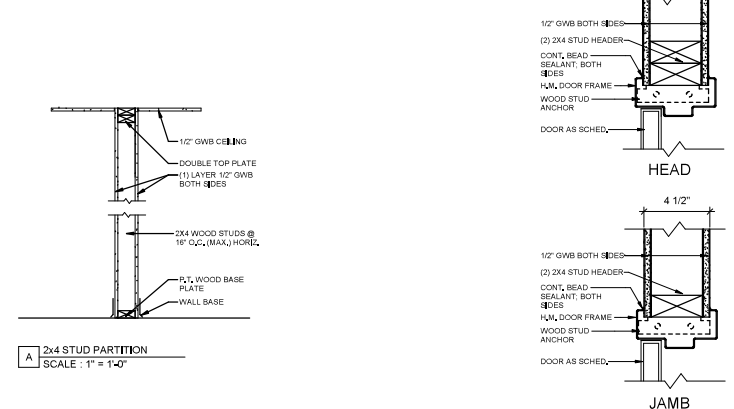 1/2" GWB CEILING
DOUBLE TOP PLATE
(1) LAYER 1/2" GWB
BOTH SIDES
2X4 WOOD STUDS @
16" O.C. (MAX.) HORIZ.
P.T. WOOD BASE
PLATE
WALL BASE
A
2x4 STUD PARTITION
SCALE : 1" = 1'-0"
1/2" GWB BOTH SIDES
(2) 2X4 STUD HEADER
CONT. BEAD
SEALANT; BOTH
SIDES
H.M. DOOR FRAME
WOOD STUD
ANCHOR
DOOR AS SCHED.
HEAD
4 1/2"
1/2" GWB BOTH SIDES
(2) 2X4 STUD HEADER
CONT. BEAD
SEALANT; BOTH
SIDES
H.M. DOOR FRAME
WOOD STUD
ANCHOR
DOOR AS SCHED.
JAMB